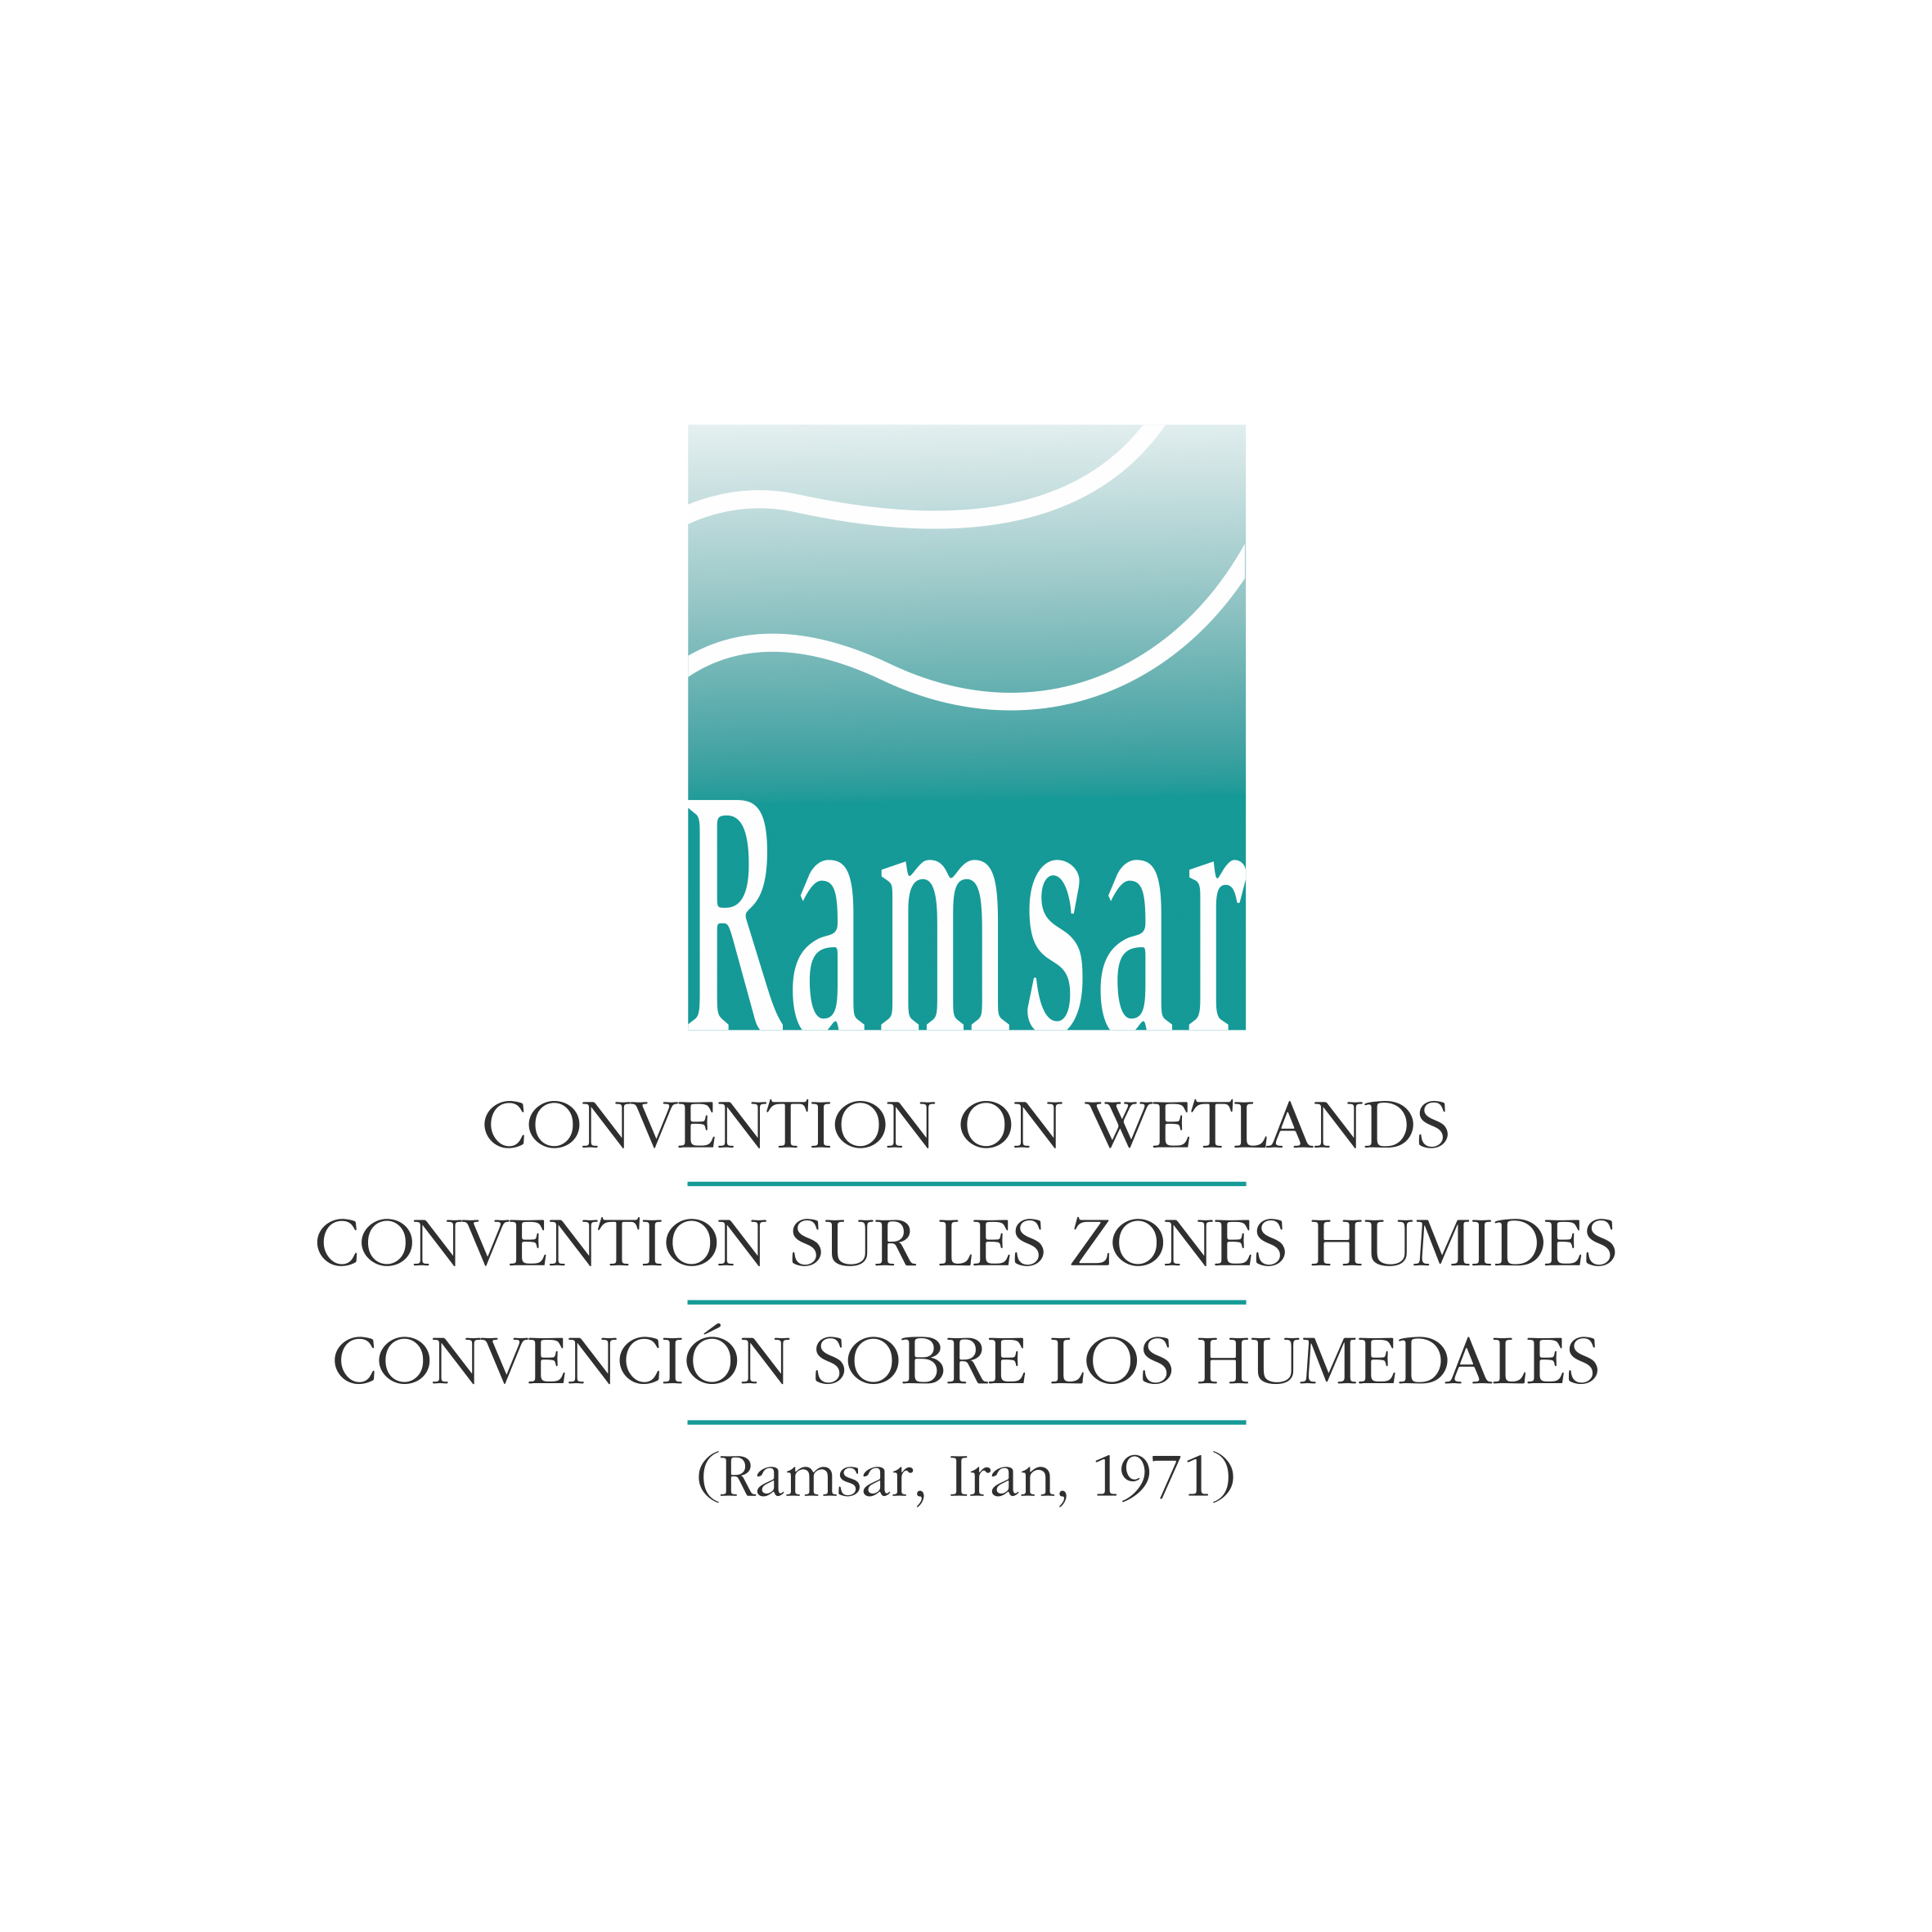 Ramsar
CONVENTION ON WETLANDS
CONVENTION SUR LES ZONES HUMIDES
CONVENCIÓN SOBRE LOS HUMEDALES
(Ramsar, Iran, 1971)